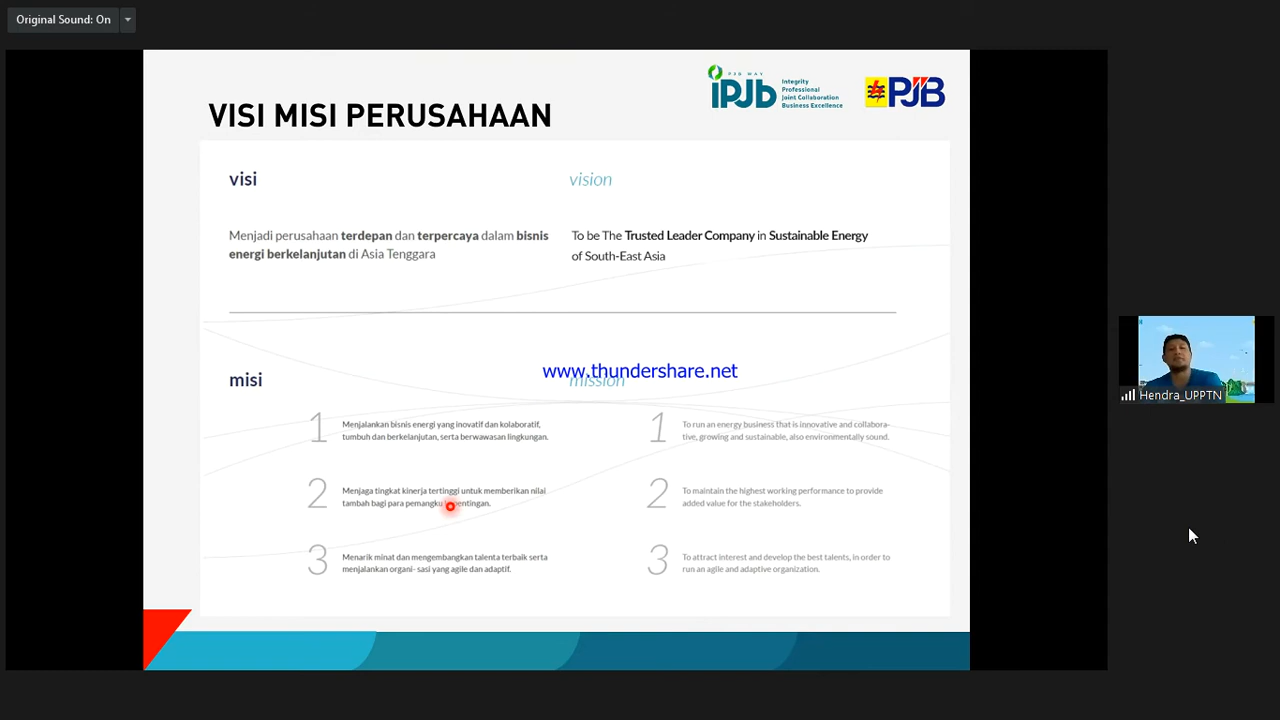 Original Sound: On
PJB WAY
iPJb
Integrity
Professional
Joint Collaboration
Business Excellence
PJB
VISI MISI PERUSAHAAN
visi
Menjadi perusahaan terdepan dan terpercaya dalam bisnis
energi berkelanjutan di Asia Tenggara
vision
To be The Trusted Leader Company in Sustainable Energy
of South-East Asia
www.thundershare.net
misi
1
Menjalankan bisnis energi yang inovatif dan kolaboratif,
tumbuh dan berkelanjutan, serta berwawasan lingkungan.
2
Menjaga tingkat kinerja tertinggi untuk memberikan nilai
tambah bagi para pemangku kepentingan.
3
Menarik minat dan mengembangkan talenta terbaik serta
menjalankan organi- sasi yang agile dan adaptif.
mission
1
To run an energy business that is innovative and collabora-
tive, growing and sustainable, also environmentally sound.
2
To maintain the highest working performance to provide
added value for the stakeholders.
3
To attract interest and develop the best talents, in order to
run an agile and adaptive organization.
Hendra_UPPTN